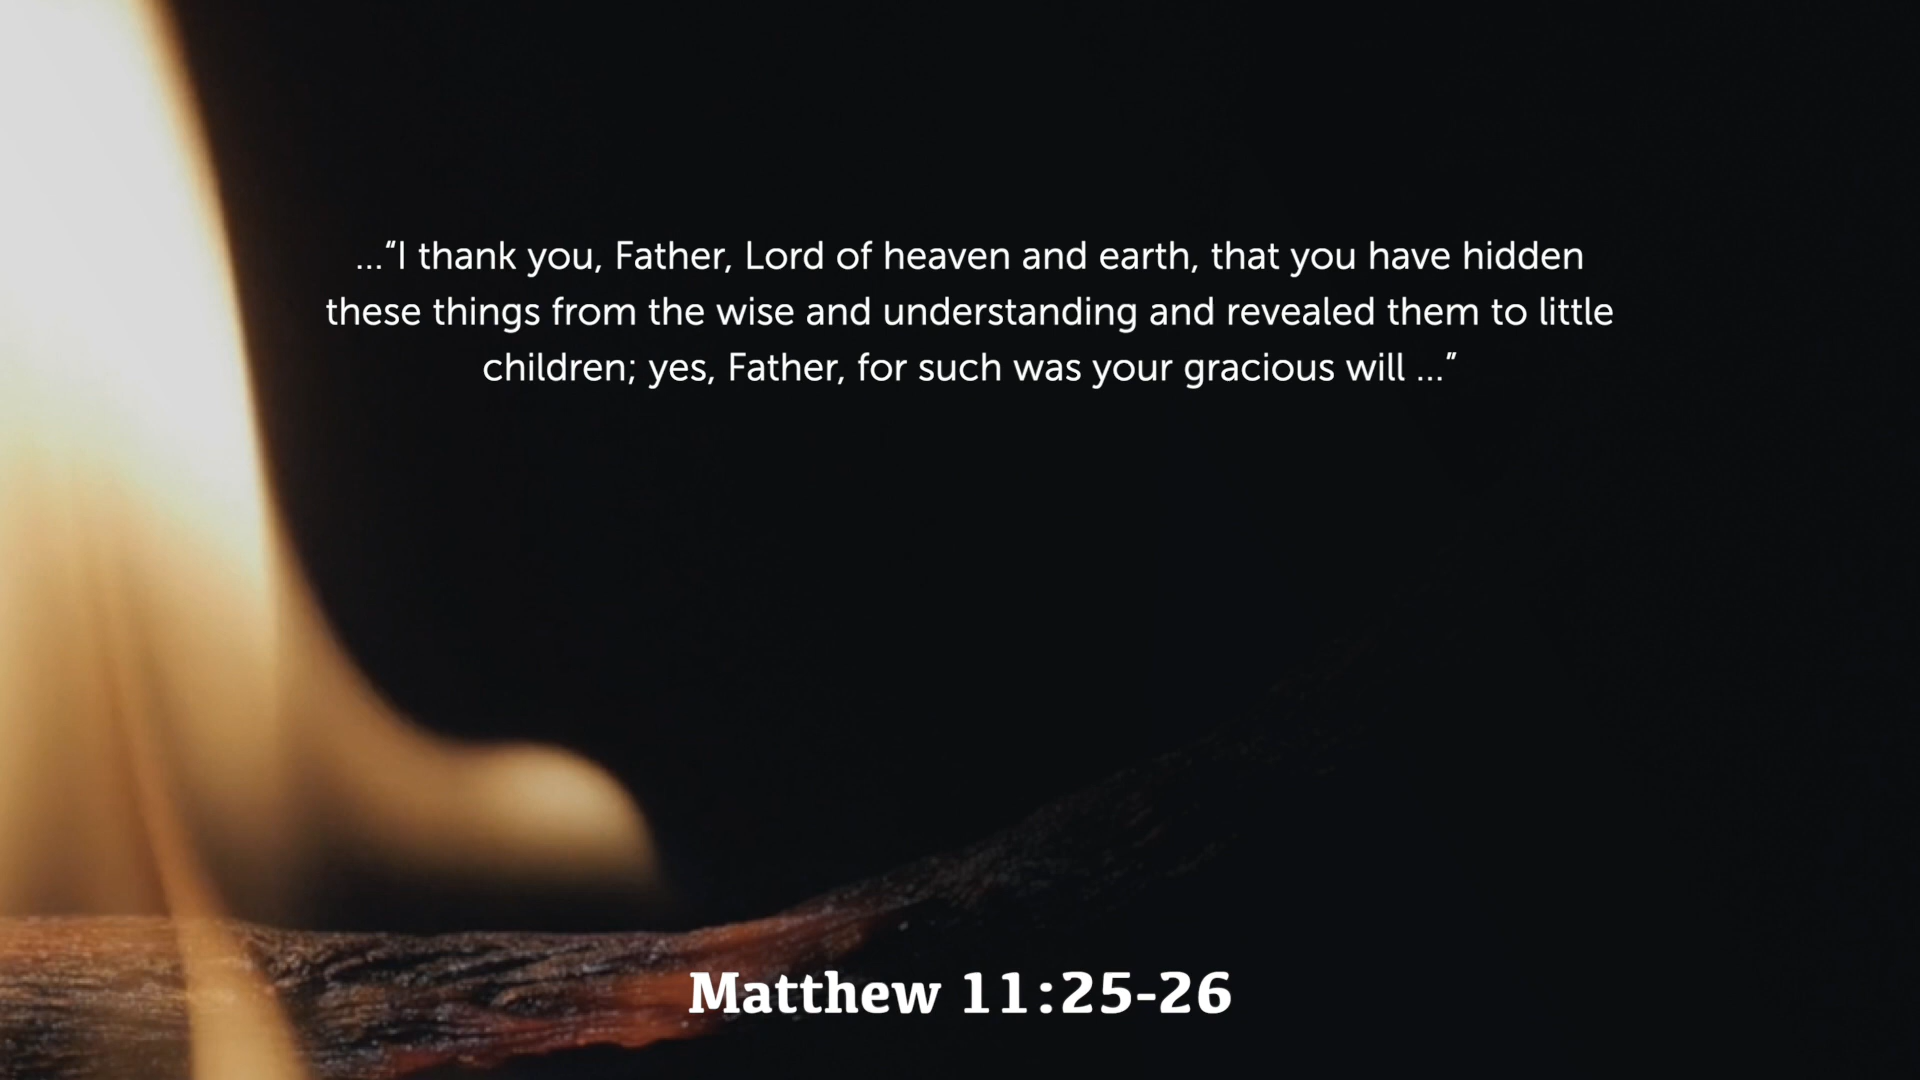 …“I thank you, Father, Lord of heaven and earth, that you have hidden
these things from the wise and understanding and revealed them to little
children; yes, Father, for such was your gracious will …”
Matthew 11:25-26